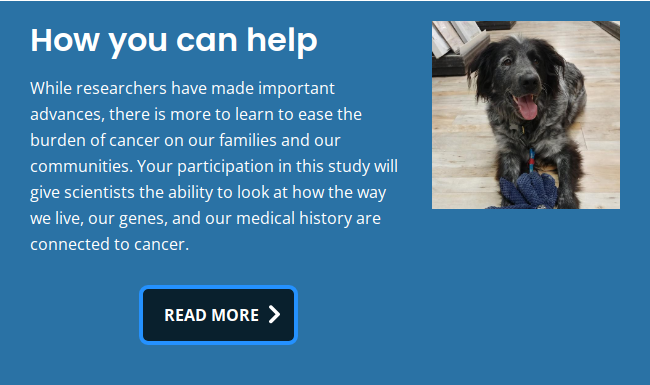 How you can help
While researchers have made important
advances, there is more to learn to ease the
burden of cancer on our families and our
communities. Your participation in this study will
give scientists the ability to look at how the way
we live, our genes, and our medical history are
connected to cancer.
READ MORE